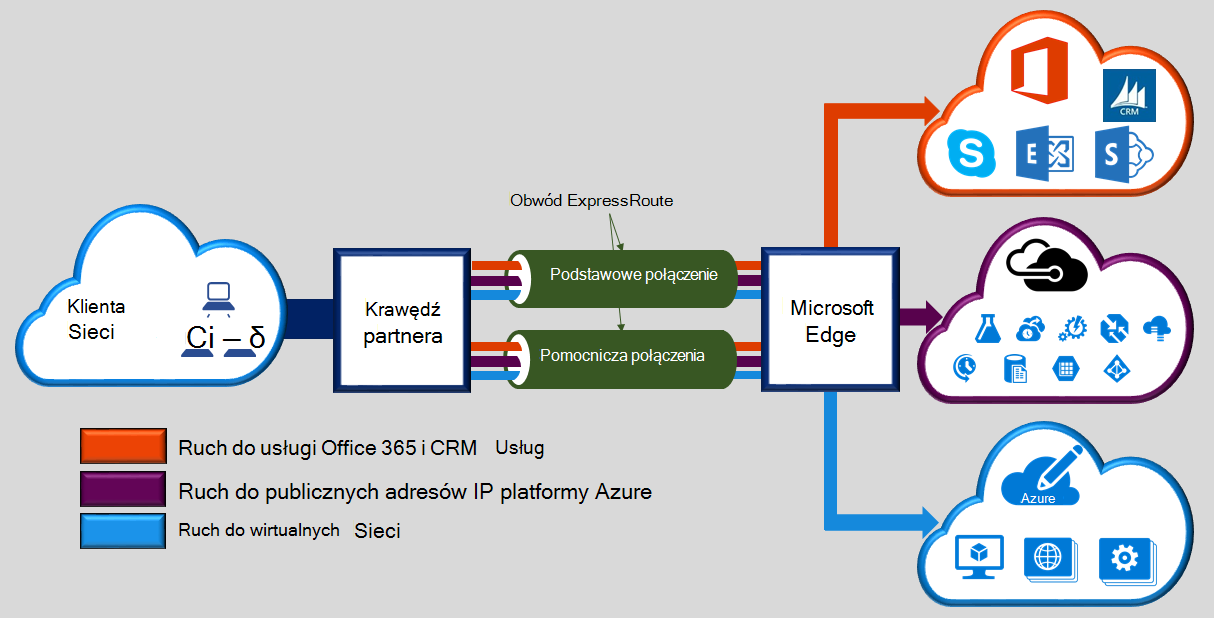 CRM
S
E
S
Obwód ExpressRoute
Podstawowe połączenie
Klienta
Sieci
Ci – δ
Krawędź
partnera
Microsoft
Edge
Pomocnicza połączenia
Ruch do usługi Office 365 i CRM Usług
Ruch do publicznych adresów IP platformy Azure
Ruch do wirtualnych Sieci
Azure